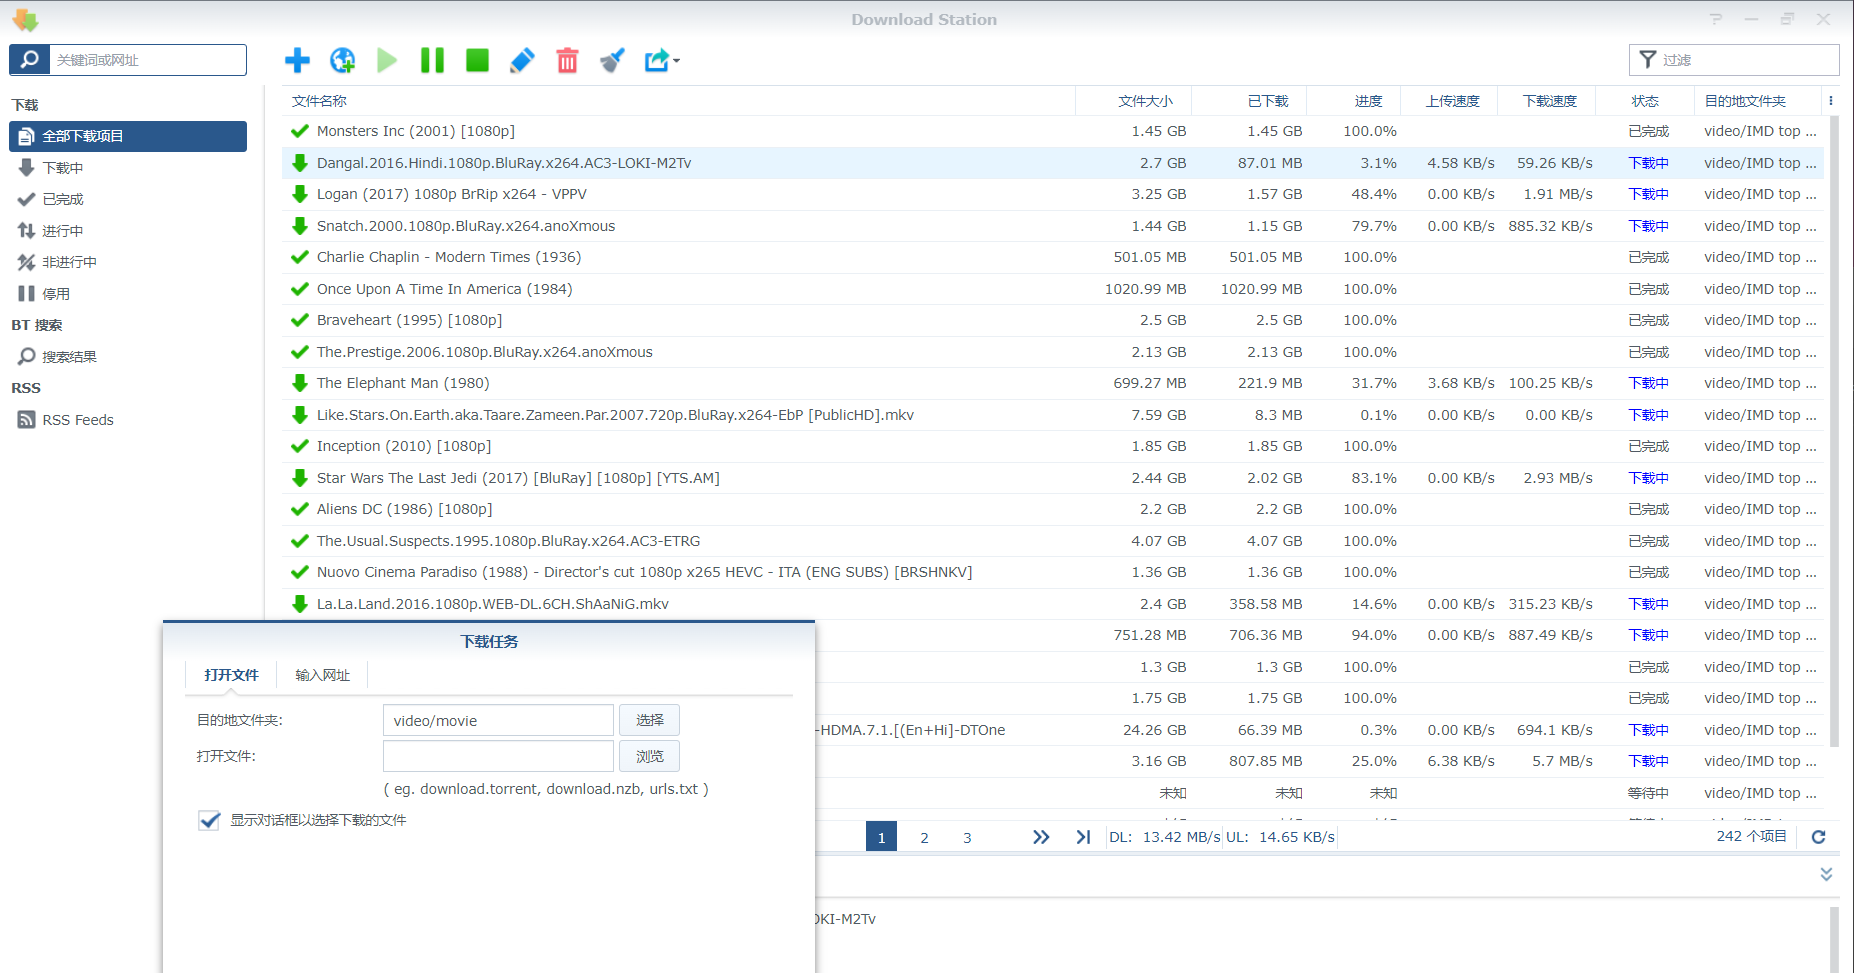 Download Station
关键词或网址
过滤
下载
全部下载项目
下载中
已完成
进行中
非进行中
停用
BT 搜索
搜索结果
RSS
RSS Feeds
文件名称 文件大小 已下载 进度 上传速度 下载速度 状态 目的地文件夹
Monsters Inc (2001) [1080p] 1.45 GB 1.45 GB 100.0% 已完成 video/IMD top ...
Dangal.2016.Hindi.1080p.BluRay.x264.AC3-LOKI-M2Tv 2.7 GB 87.01 MB 3.1% 4.58 KB/s 59.26 KB/s 下载中 video/IMD top ...
Logan (2017) 1080p BrRip x264 - VPPV 3.25 GB 1.57 GB 48.4% 0.00 KB/s 1.91 MB/s 下载中 video/IMD top ...
Snatch.2000.1080p.BluRay.x264.anoXmous 1.44 GB 1.15 GB 79.7% 0.00 KB/s 885.32 KB/s 下载中 video/IMD top ...
Charlie Chaplin - Modern Times (1936) 501.05 MB 501.05 MB 100.0% 已完成 video/IMD top ...
Once Upon A Time In America (1984) 1020.99 MB 1020.99 MB 100.0% 已完成 video/IMD top ...
Braveheart (1995) [1080p] 2.5 GB 2.5 GB 100.0% 已完成 video/IMD top ...
The.Prestige.2006.1080p.BluRay.x264.anoXmous 2.13 GB 2.13 GB 100.0% 已完成 video/IMD top ...
The Elephant Man (1980) 699.27 MB 221.9 MB 31.7% 3.68 KB/s 100.25 KB/s 下载中 video/IMD top ...
Like.Stars.On.Earth.aka.Taare.Zameen.Par.2007.720p.BluRay.x264-EbP [PublicHD].mkv 7.59 GB 8.3 MB 0.1% 0.00 KB/s 0.00 KB/s 下载中 video/IMD top ...
Inception (2010) [1080p] 1.85 GB 1.85 GB 100.0% 已完成 video/IMD top ...
Star Wars The Last Jedi (2017) [BluRay] [1080p] [YTS.AM] 2.44 GB 2.02 GB 83.1% 0.00 KB/s 2.93 MB/s 下载中 video/IMD top ...
Aliens DC (1986) [1080p] 2.2 GB 2.2 GB 100.0% 已完成 video/IMD top ...
The.Usual.Suspects.1995.1080p.BluRay.x264.AC3-ETRG 4.07 GB 4.07 GB 100.0% 已完成 video/IMD top ...
Nuovo Cinema Paradiso (1988) - Director's cut 1080p x265 HEVC - ITA (ENG SUBS) [BRSHNKV] 1.36 GB 1.36 GB 100.0% 已完成 video/IMD top ...
La.La.Land.2016.1080p.WEB-DL.6CH.ShAaNiG.mkv 2.4 GB 358.58 MB 14.6% 0.00 KB/s 315.23 KB/s 下载中 video/IMD top ...
751.28 MB 706.36 MB 94.0% 0.00 KB/s 887.49 KB/s 下载中 video/IMD top ...
1.3 GB 1.3 GB 100.0% 已完成 video/IMD top ...
1.75 GB 1.75 GB 100.0% 已完成 video/IMD top ...
-HDMA.7.1.[(En+Hi]-DTOne 24.26 GB 66.39 MB 0.3% 0.00 KB/s 694.1 KB/s 下载中 video/IMD top ...
3.16 GB 807.85 MB 25.0% 6.38 KB/s 5.7 MB/s 下载中 video/IMD top ...
未知 未知 未知 等待中 video/IMD top ...
1 2 3 DL: 13.42 MB/s UL: 14.65 KB/s 242 个项目
OKI-M2Tv
下载任务
打开文件 输入网址
目的地文件夹: video/movie 选择
打开文件: 浏览
( eg. download.torrent, download.nzb, urls.txt )
显示对话框以选择下载的文件